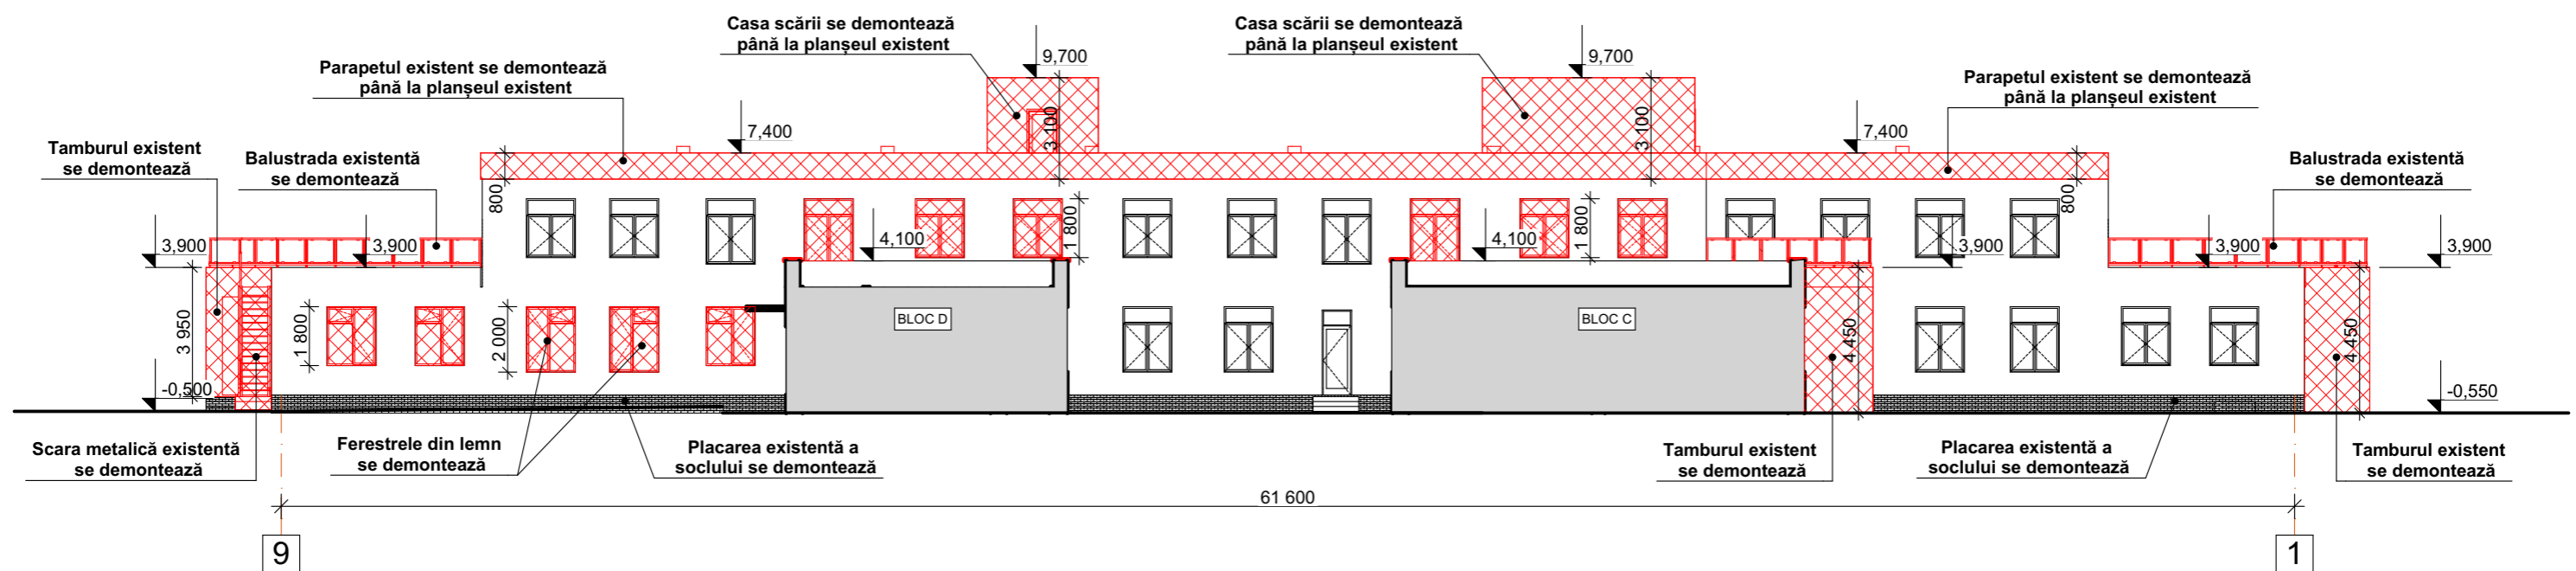 Casa scării se demontează
până la planșeul existent
Casa scării se demontează
până la planșeul existent
9,700
9,700
Parapetul existent se demontează
până la planșeul existent
Parapetul existent se demontează
până la planșeul existent
3 100
3 100
7,400
7,400
Tamburul existent
se demontează
Balustrada existentă
se demontează
Balustrada existentă
se demontează
800
800
1 800
1 800
3,900
3,900
4,100
4,100
3,900
3,900
3,900
BLOC D
BLOC C
3 950
1 800
2 000
4 450
4 450
-0,500
-0,550
Scara metalică existentă
se demontează
Ferestrele din lemn
se demontează
Placarea existentă a
soclului se demontează
Tamburul existent
se demontează
Placarea existentă a
soclului se demontează
Tamburul existent
se demontează
61 600
9
1